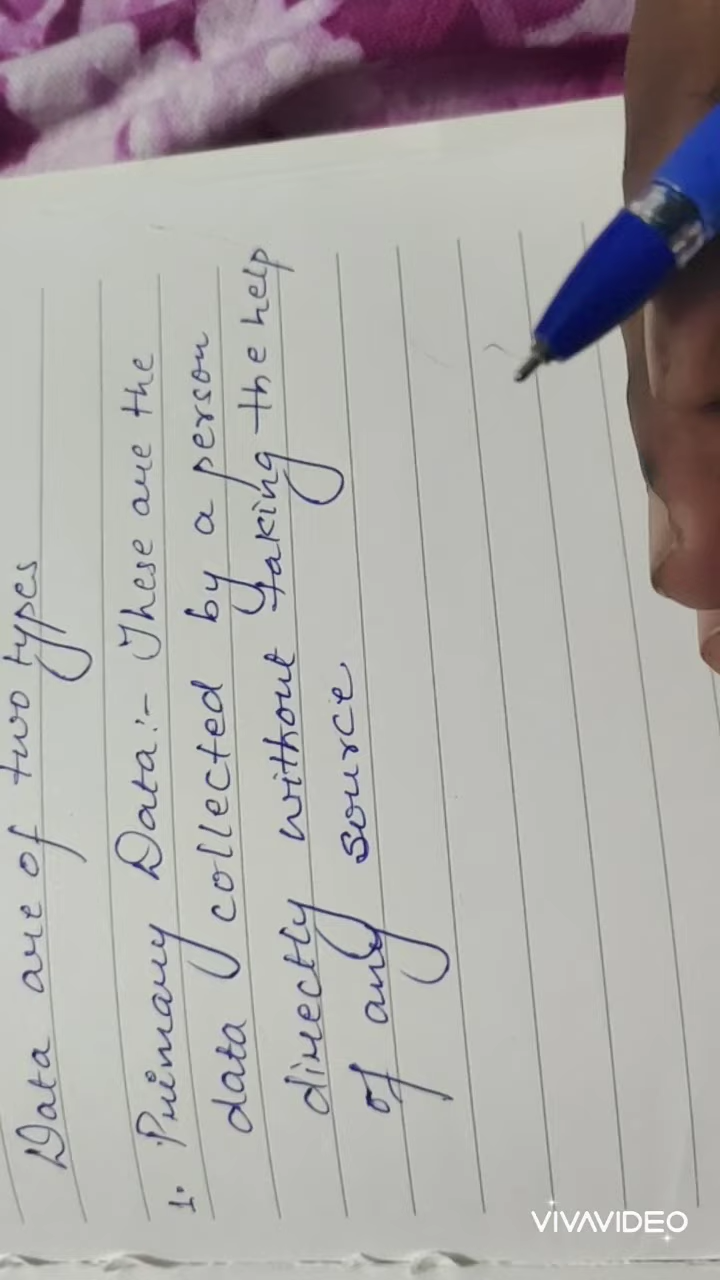 Data are of two types
1. Primary Data:- These are the
data collected by a person
directly without taking the help
of any source
VIVAVIDEO